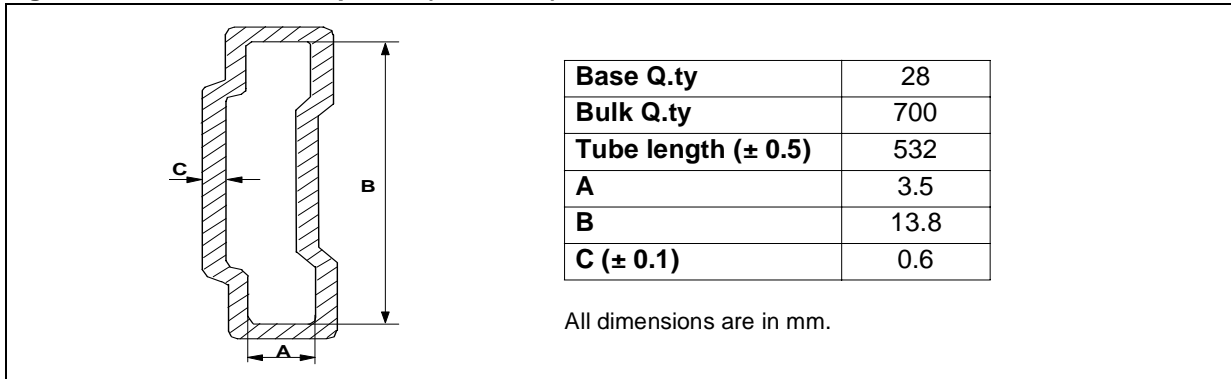 C
B
A
Base Q.ty 28
Bulk Q.ty 700
Tube length (± 0.5) 532
A 3.5
B 13.8
C (± 0.1) 0.6
All dimensions are in mm.